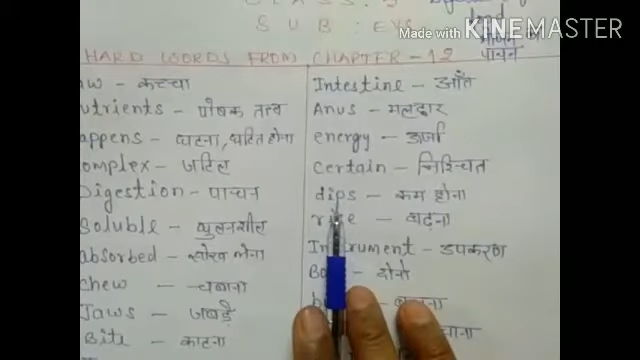 SUB : EVS
Made with KINEMASTER
पाचन
HARD WORDS FROM CHAPTER - 12
aw - कच्चा
utrients - पोषक तत्व
appens - घटना, घटित होना
omplex - जटिल
Digestion - पाचन
Soluble - घुलनशील
absorbed - सोख लेना
Chew - चबाना
Jaws - जबड़े
Bite - काटना
Intestine - आँत
Anus - मलद्वार
energy - ऊर्जा
Certain - निश्चित
dips - कम होना
rise - बढ़ना
Instrument - उपकरण
दोनो